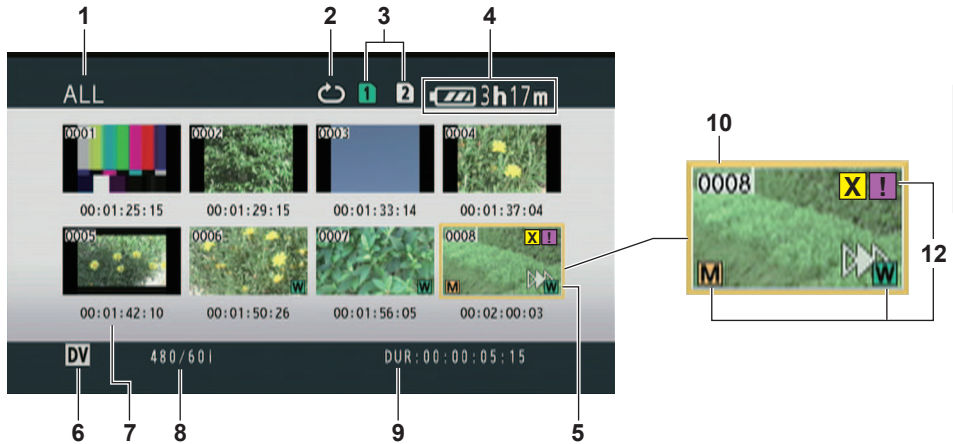 1 2 3 4
ALL 1 2 3h17m
0001 0002 0003 0004
00:01:25:15 00:01:29:15 00:01:33:14 00:01:37:04
0005 0006 W 0007 W 0008 X ! M W
00:01:42:10 00:01:50:26 00:01:56:05 00:02:00:03
DV 480/60i DUR:00:00:05:15
6 7 8 9 5
10
0008 X !
M W
12